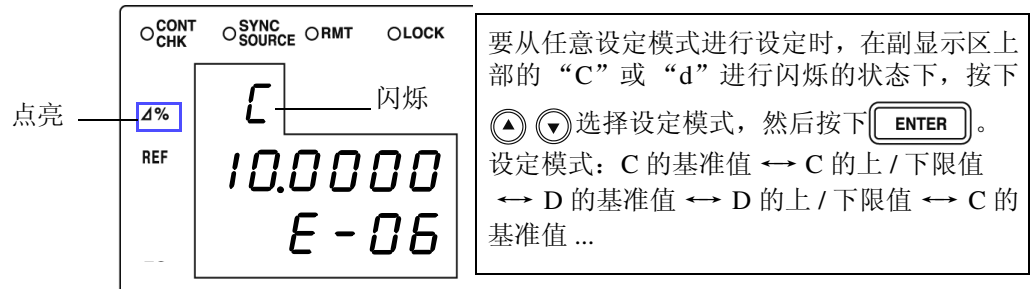 CONT CHK SYNC SOURCE RMT LOCK
点亮
⊿%
C
闪烁
REF
10.0000
E-06
要从任意设定模式进行设定时，在副显示区上
部的 “C”或 “d”进行闪烁的状态下，按下
选择设定模式，然后按下 ENTER 。
设定模式：C 的基准值 ↔ C 的上 / 下限值
↔ D 的基准值 ↔ D 的上 / 下限值 ↔ C 的
基准值 ...